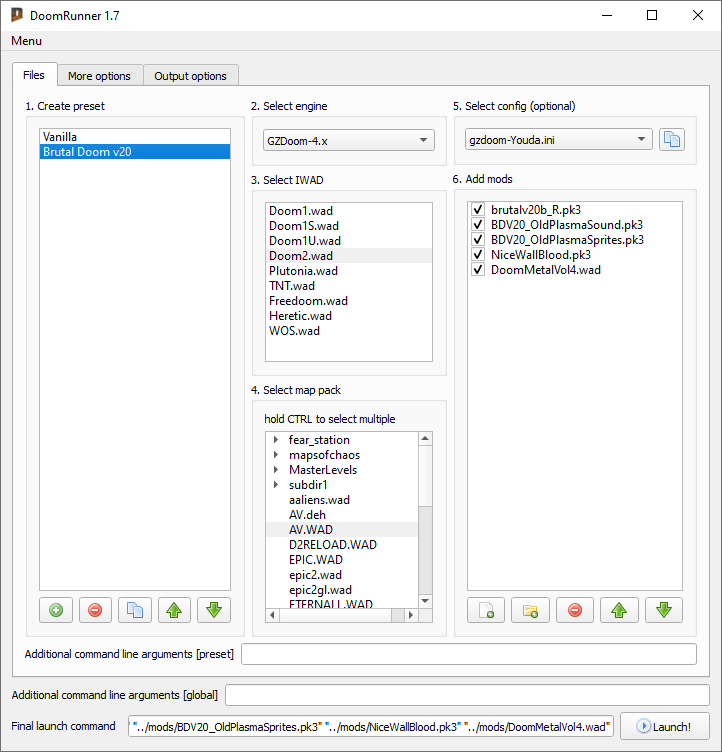 DoomRunner 1.7
Menu
Files
More options
Output options
1. Create preset
Vanilla
Brutal Doom v20
2. Select engine
GZDoom-4.x
3. Select IWAD
Doom1.wad
Doom1S.wad
Doom1U.wad
Doom2.wad
Plutonia.wad
TNT.wad
Freedoom.wad
Heretic.wad
WOS.wad
4. Select map pack
hold CTRL to select multiple
fear_station
mapsofchaos
MasterLevels
subdir1
aaliens.wad
AV.deh
AV.WAD
D2RELOAD.WAD
EPIC.WAD
epic2.wad
epic2gl.wad
ETERNALL.WAD
5. Select config (optional)
gzdoom-Youda.ini
6. Add mods
brutalv20b_R.pk3
BDV20_OldPlasmaSound.pk3
BDV20_OldPlasmaSprites.pk3
NiceWallBlood.pk3
DoomMetalVol4.wad
Additional command line arguments [preset]
Additional command line arguments [global]
Final launch command
" "../mods/BDV20_OldPlasmaSprites.pk3" "../mods/NiceWallBlood.pk3" "../mods/DoomMetalVol4.wad"
Launch!